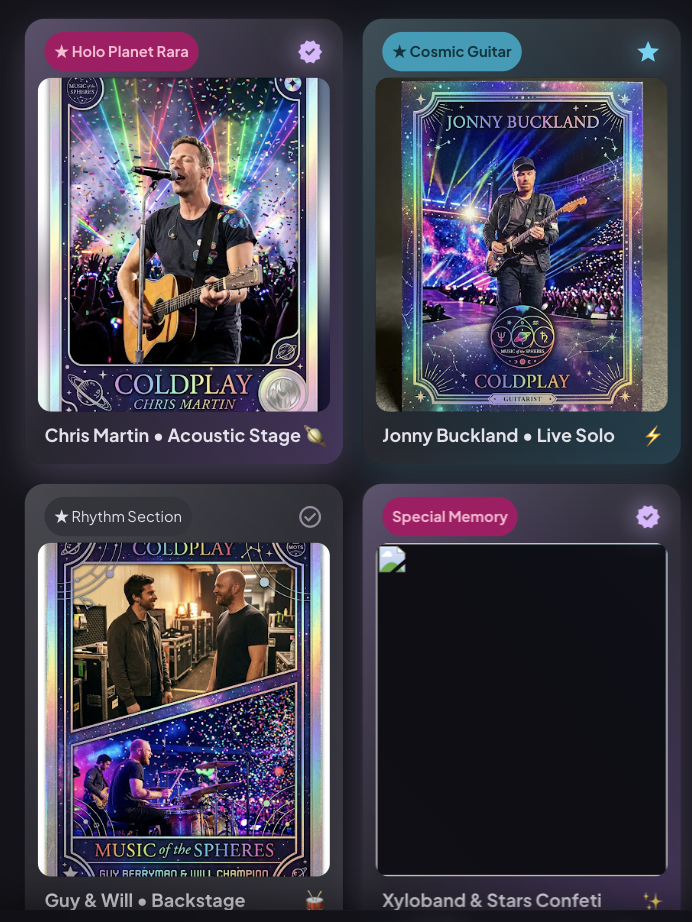 ★ Holo Planet Rara
MUSIC of the SPHERES
COLDPLAY
CHRIS MARTIN
Chris Martin • Acoustic Stage 🪐
★ Cosmic Guitar
JONNY BUCKLAND
MUSIC of the SPHERES
COLDPLAY
GUITARIST
Jonny Buckland • Live Solo ⚡
★ Rhythm Section
COLDPLAY
MOTS
MUSIC of the SPHERES
GUY BERRYMAN & WILL CHAMPION
Guy & Will • Backstage 🥁
Special Memory
Xyloband & Stars Confeti ✨